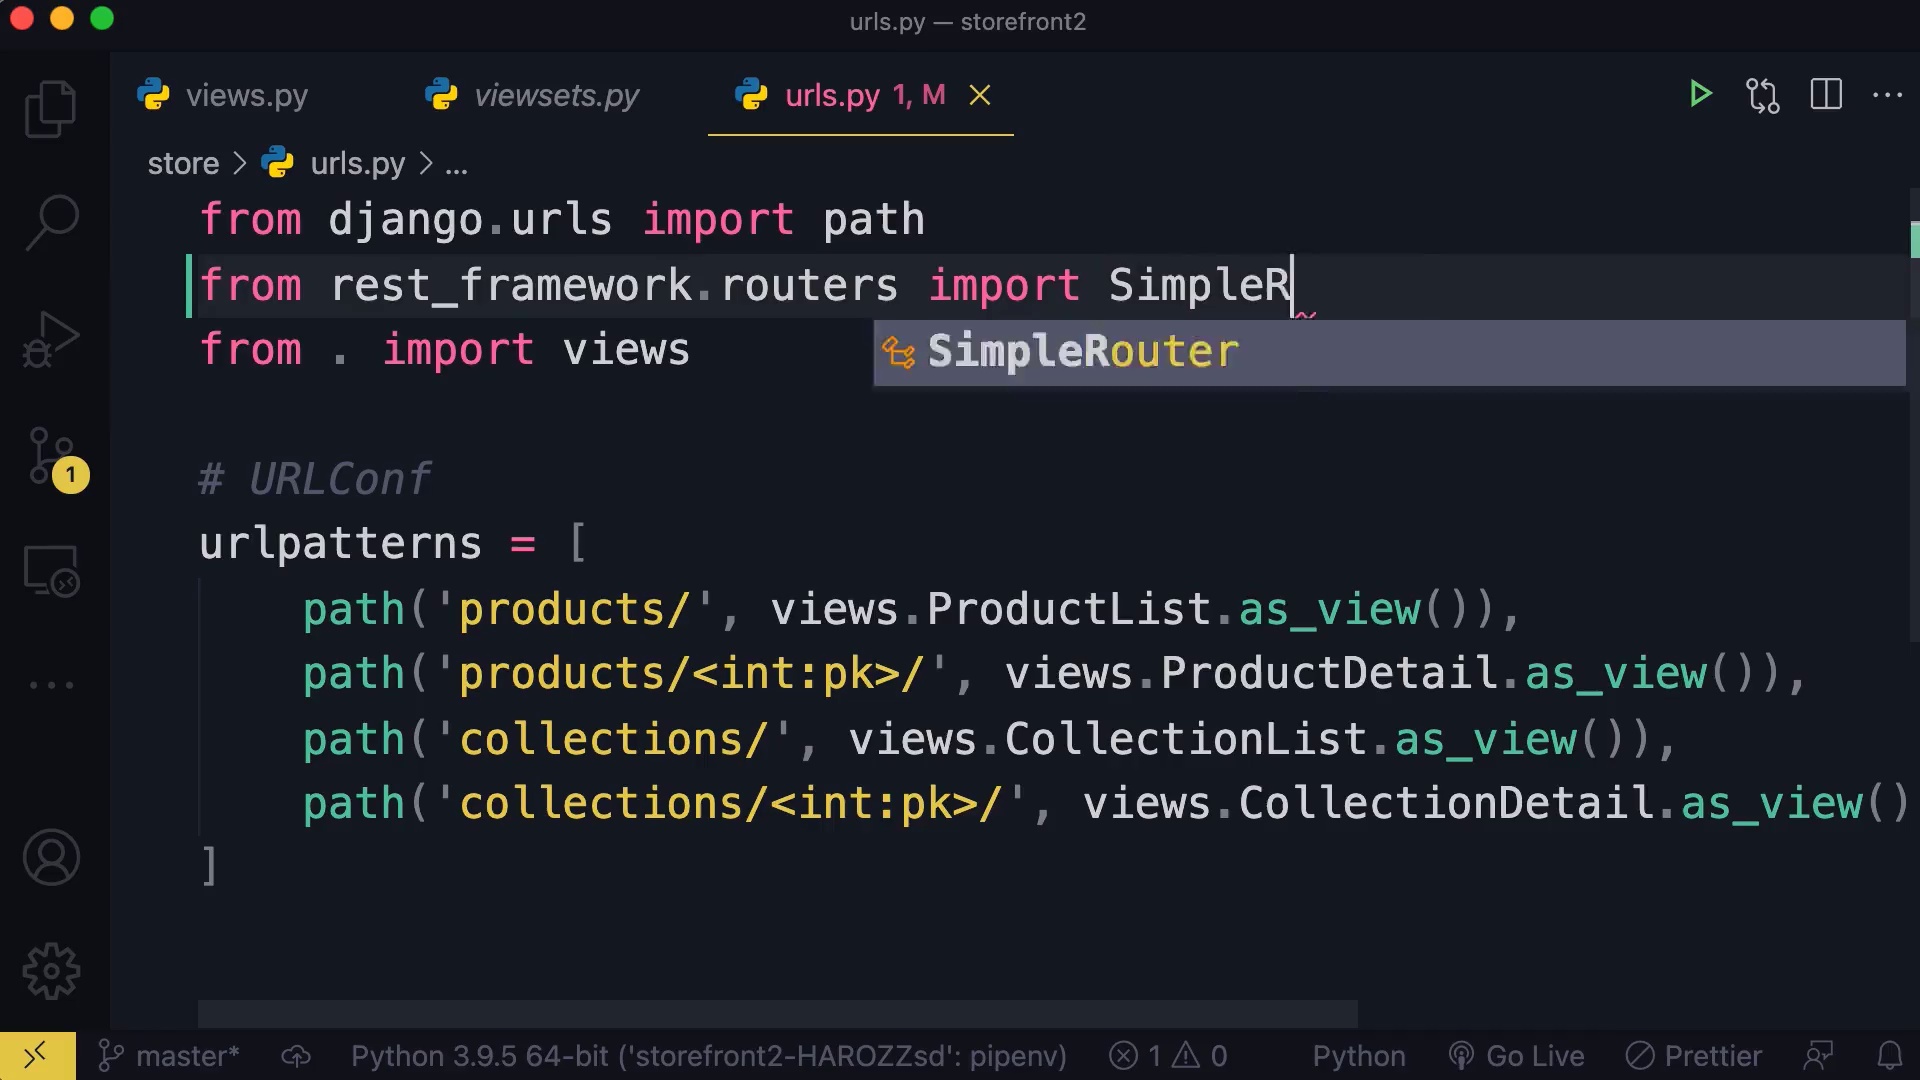 urls.py — storefront2
views.py
viewsets.py
urls.py 1, M
store > urls.py > ...
from django.urls import path
from rest_framework.routers import SimpleR
from . import views
SimpleRouter
# URLConf
urlpatterns = [
path('products/', views.ProductList.as_view()),
path('products/<int:pk>/', views.ProductDetail.as_view()),
path('collections/', views.CollectionList.as_view()),
path('collections/<int:pk>/', views.CollectionDetail.as_view()
]
1
master* Python 3.9.5 64-bit ('storefront2-HAROZZsd': pipenv) 1 0 Python Go Live Prettier